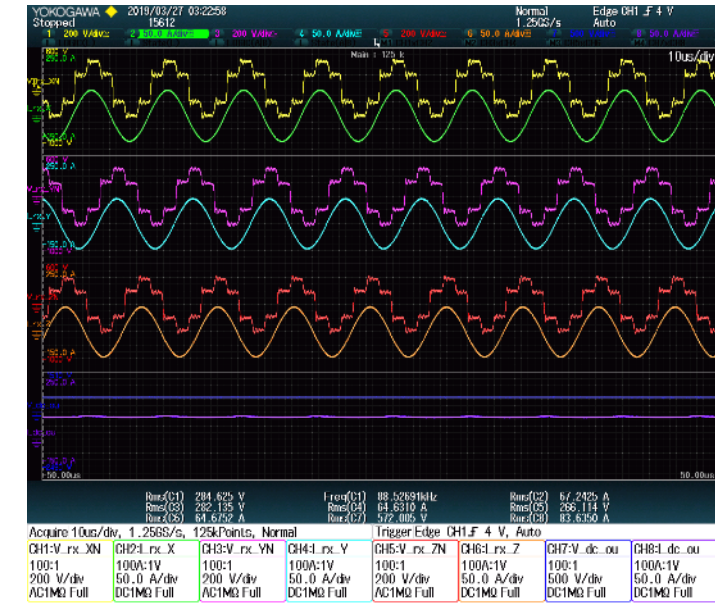 YOKOGAWA 2019/03/27 03:22:58 Normal Edge CH1 4 V
Stopped 15612 1.25GS/s Auto
1 200 V/div 2 50.0 A/div 200 V/div 50.0 A/div 200 V/div 50.0 A/div 50.0 A/div
Main : 125 k 10us/div
-50.00us 50.00us
Rms(C1) 284.625 V Freq(C1) 88.52691kHz Rms(C2) 67.2425 A
Rms(C3) 282.135 V Rms(C4) 64.6310 A Rms(C5) 266.114 V
Rms(C6) 64.6752 A Rms(C7) 572.005 V Rms(C8) 83.6350 A
Acquire 10us/div, 1.25GS/s, 125kPoints, Normal Trigger Edge CH1 4 V, Auto
CH1:V_rx_XN CH2:I_rx_X CH3:V_rx_YN CH4:I_rx_Y CH5:V_rx_ZN CH6:I_rx_Z CH7:V_dc_ou CH8:I_dc_ou
100:1 100A:1V 100:1 100A:1V 100:1 100A:1V 100:1 100A:1V
200 V/div 50.0 A/div 200 V/div 50.0 A/div 200 V/div 50.0 A/div 500 V/div 50.0 A/div
AC1MΩ Full DC1MΩ Full AC1MΩ Full DC1MΩ Full AC1MΩ Full DC1MΩ Full DC1MΩ Full DC1MΩ Full